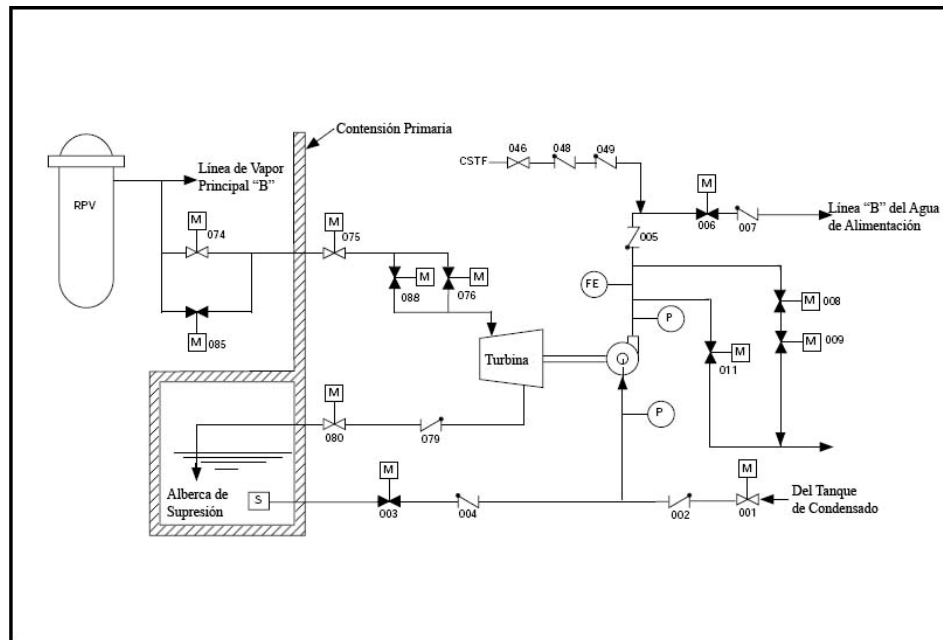 Contensión Primaria
RPV
Línea de Vapor
Principal “B”
M
074
M
075
M
085
M
088
M
076
CSTF
046
048
049
M
006
007
Línea “B” del Agua
de Alimentación
005
FE
P
M
008
M
009
M
011
Turbina
P
M
080
079
Alberca de
Supresión
S
M
003
004
002
M
001
Del Tanque
de Condensado